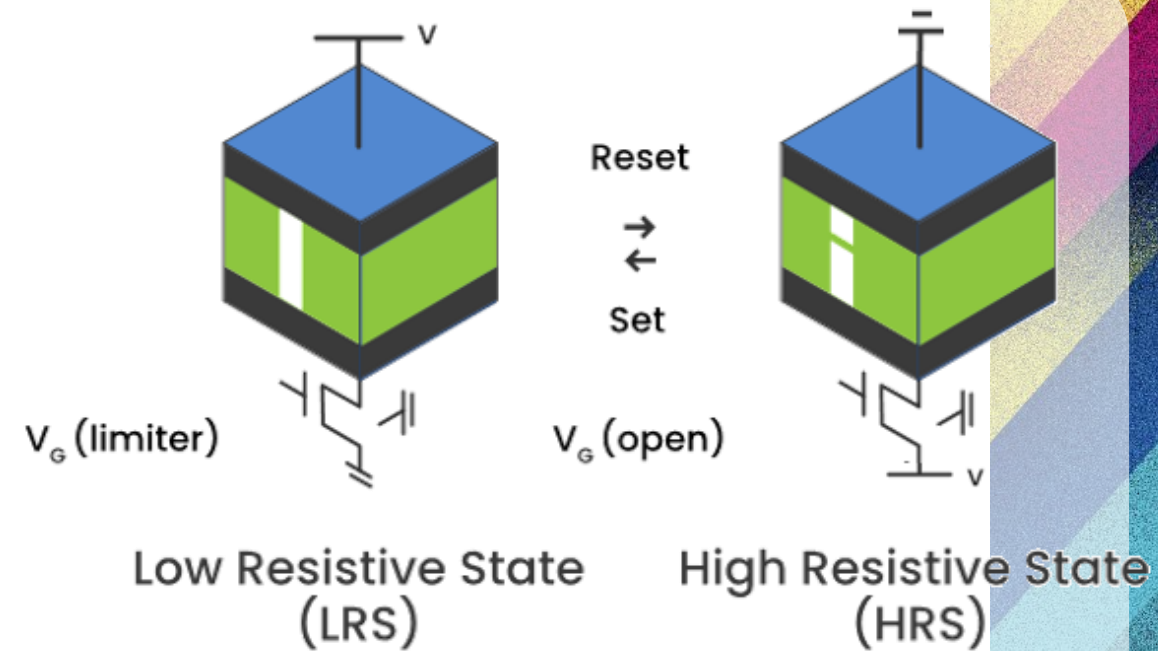 V
Reset
→
←
Set
V_G (limiter)
V_G (open)
V
Low Resistive State
(LRS)
High Resistive State
(HRS)